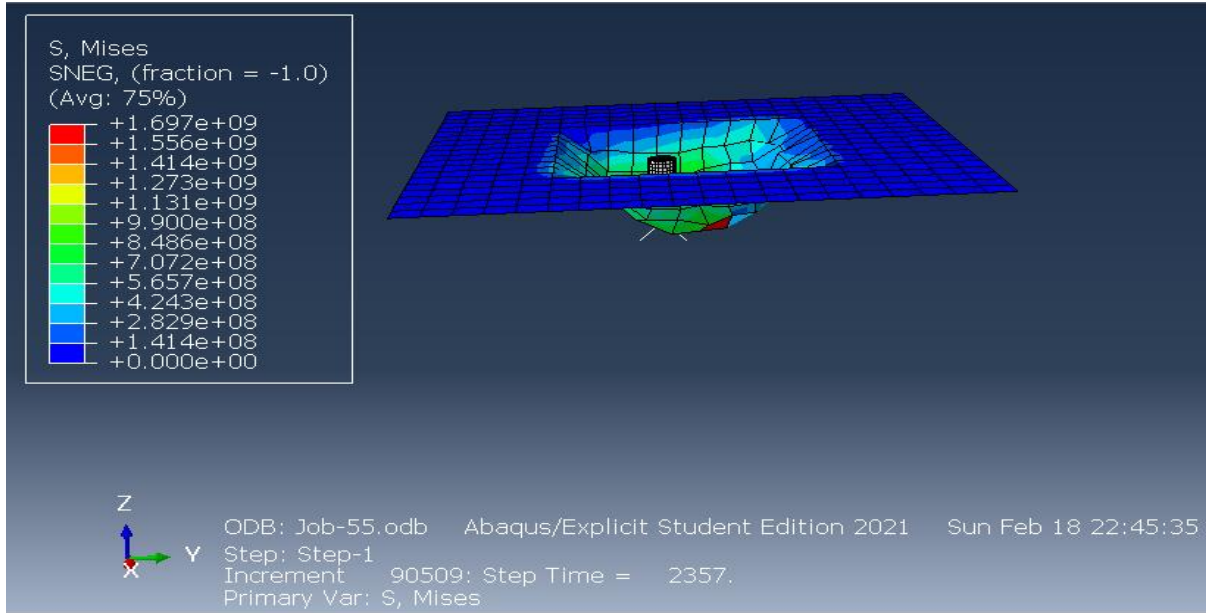 S, Mises
SNEG, (fraction = -1.0)
(Avg: 75%)
+1.697e+09
+1.556e+09
+1.414e+09
+1.273e+09
+1.131e+09
+9.900e+08
+8.486e+08
+7.072e+08
+5.657e+08
+4.243e+08
+2.829e+08
+1.414e+08
+0.000e+00
Z
Y
X
ODB: Job-55.odb Abaqus/Explicit Student Edition 2021 Sun Feb 18 22:45:35
Step: Step-1
Increment 90509: Step Time = 2357.
Primary Var: S, Mises